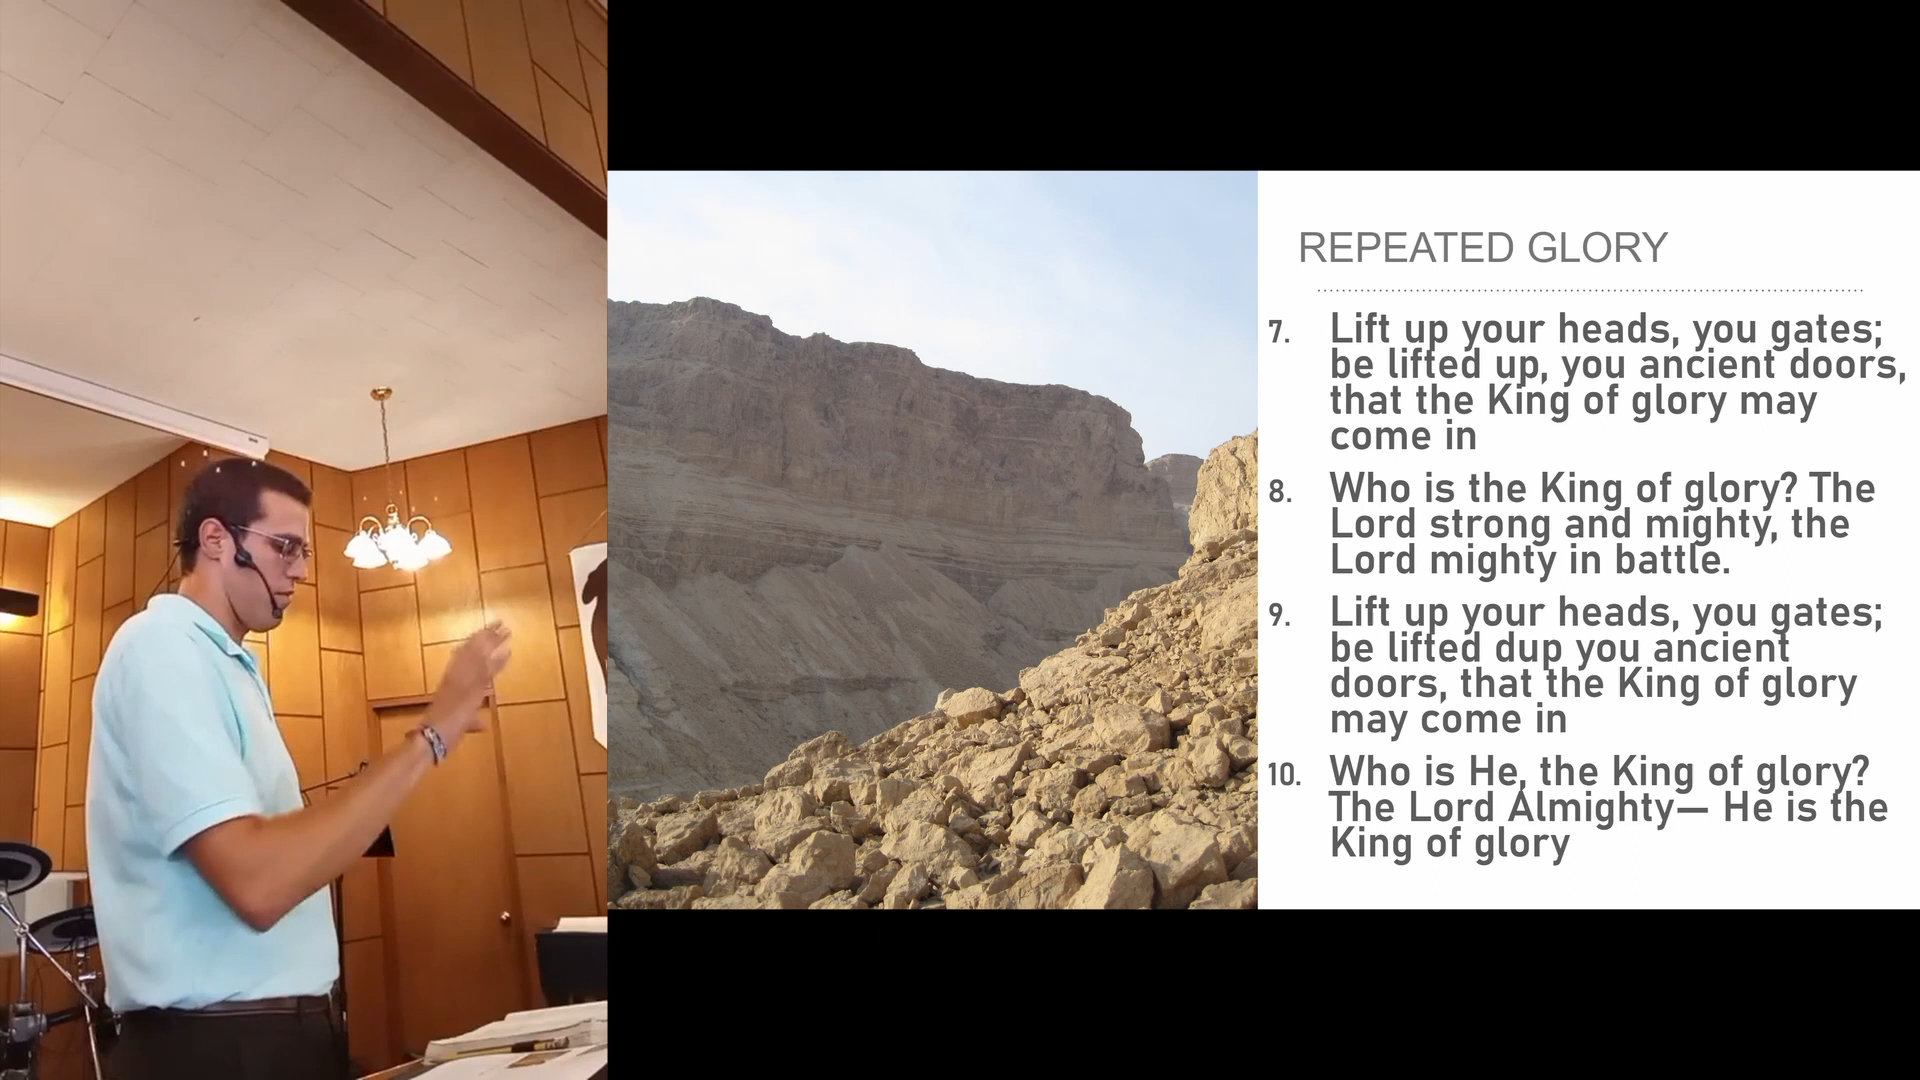 REPEATED GLORY
7. Lift up your heads, you gates;
be lifted up, you ancient doors,
that the King of glory may
come in
8. Who is the King of glory? The
Lord strong and mighty, the
Lord mighty in battle.
9. Lift up your heads, you gates;
be lifted dup you ancient
doors, that the King of glory
may come in
10. Who is He, the King of glory?
The Lord Almighty— He is the
King of glory